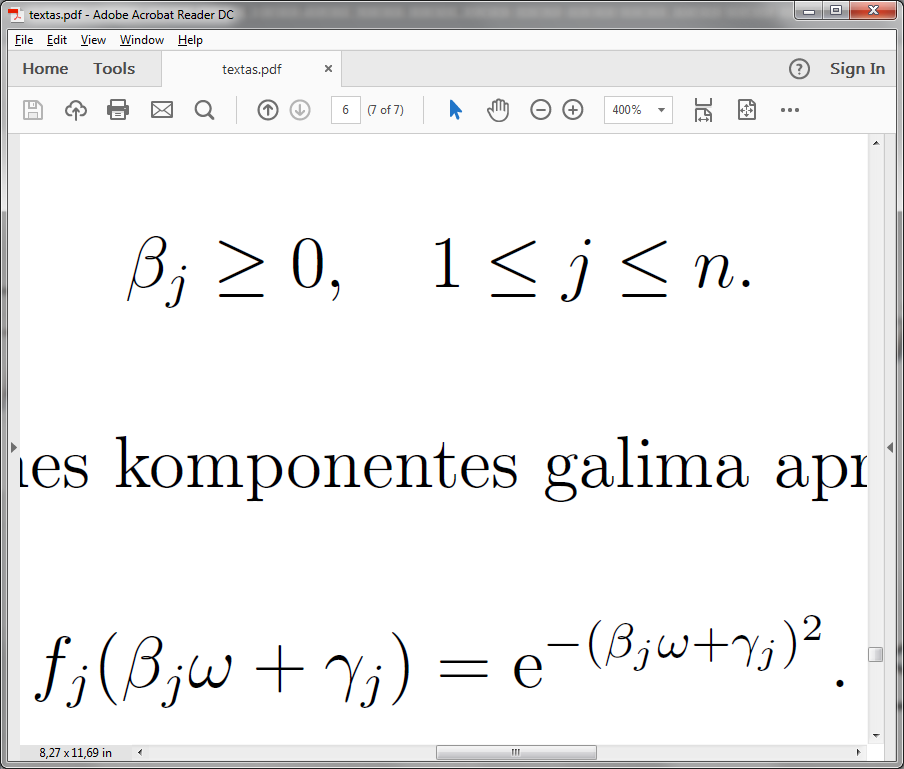 textas.pdf - Adobe Acrobat Reader DC
File Edit View Window Help
Home Tools textas.pdf × ? Sign In
6 (7 of 7) 400%
βⱼ ≥ 0, 1 ≤ j ≤ n.
nes komponentes galima apr
fⱼ(βⱼω + γⱼ) = e^{−(βⱼω+γⱼ)²}.
8,27 x 11,69 in